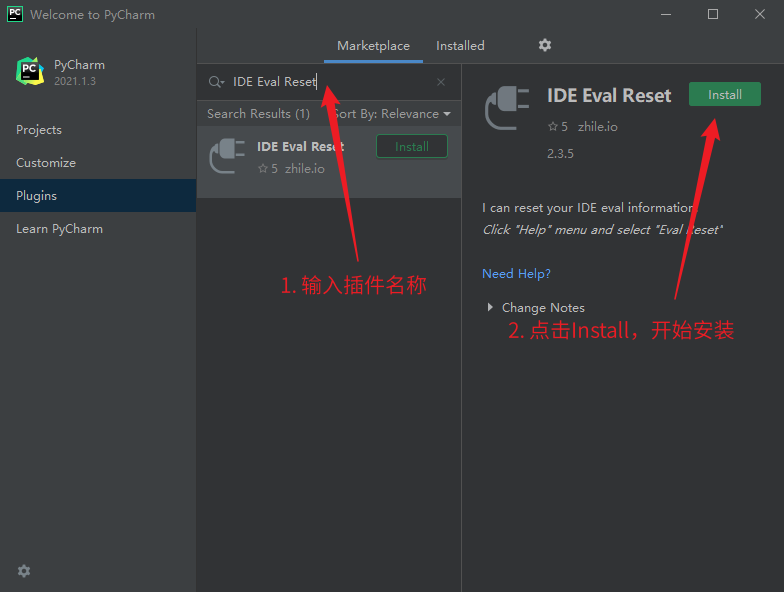 Welcome to PyCharm
PyCharm
2021.1.3
Projects
Customize
Plugins
Learn PyCharm
Marketplace
Installed
IDE Eval Reset
Search Results (1)
Sort By: Relevance
IDE Eval Reset
5 zhile.io
Install
IDE Eval Reset
Install
5 zhile.io
2.3.5
I can reset your IDE eval information.
Click "Help" menu and select "Eval Reset"
Need Help?
Change Notes
1. 输入插件名称
2. 点击Install，开始安装